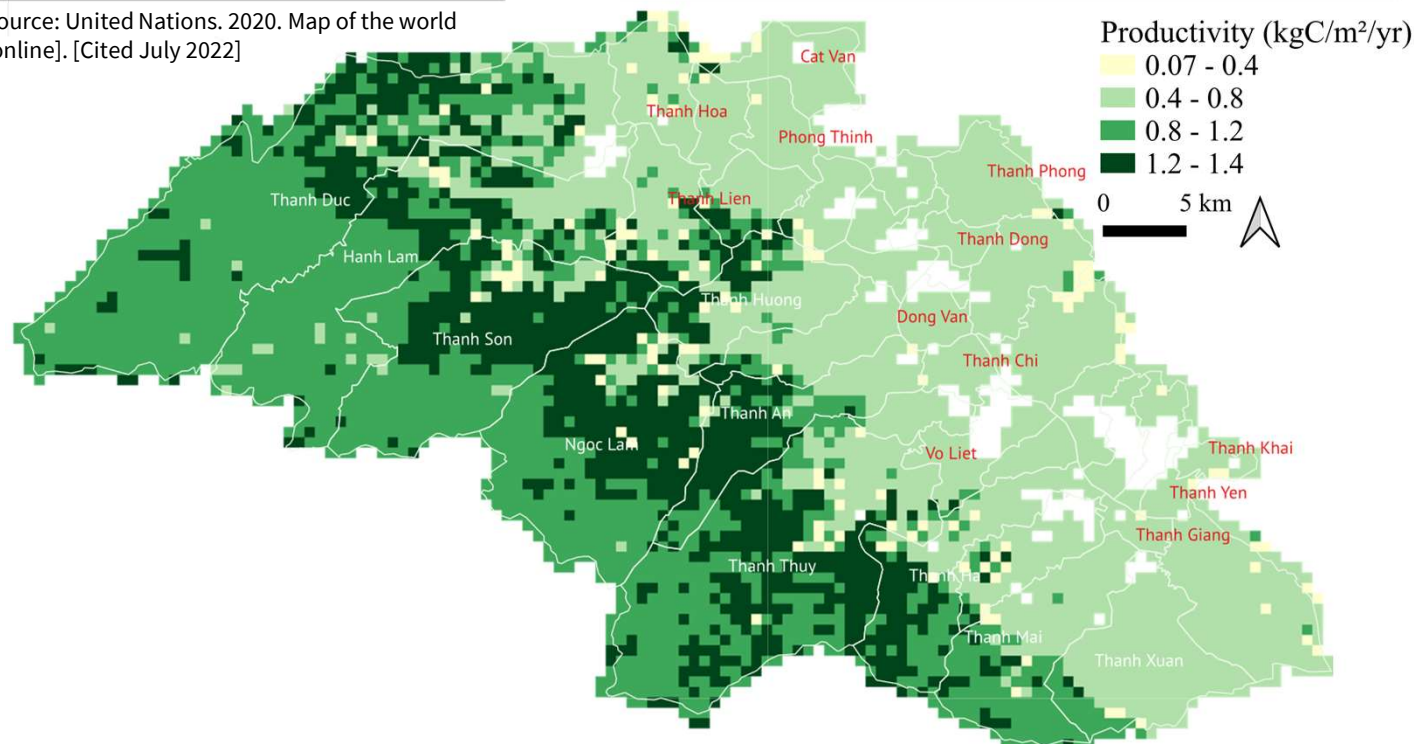 ource: United Nations. 2020. Map of the world
online]. [Cited July 2022]
Productivity (kgC/m²/yr)
0.07 - 0.4
0.4 - 0.8
0.8 - 1.2
1.2 - 1.4
0 5 km
Cat Van
Thanh Hoa
Phong Thinh
Thanh Phong
Thanh Duc
Thanh Lien
Thanh Dong
Hanh Lam
Thanh Huong
Dong Van
Thanh Son
Thanh Chi
Thanh An
Ngoc Lam
Vo Liet
Thanh Khai
Thanh Yen
Thanh Giang
Thanh Thuy
Thanh Ha
Thanh Mai
Thanh Xuan